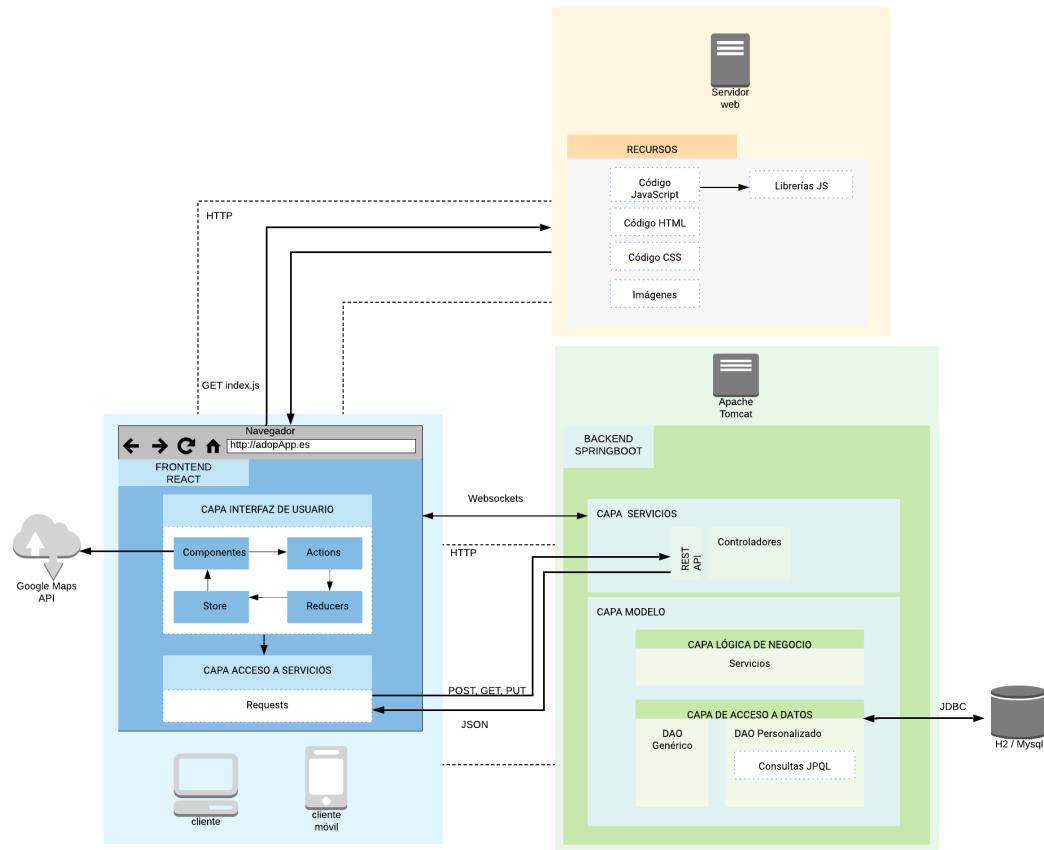 Servidor
web
RECURSOS
Código
JavaScript
Librerías JS
Código HTML
Código CSS
Imágenes
HTTP
GET index.js
Navegador
http://adopApp.es
FRONTEND
REACT
CAPA INTERFAZ DE USUARIO
Componentes
Actions
Store
Reducers
CAPA ACCESO A SERVICIOS
Requests
Google Maps
API
cliente
cliente
móvil
Websockets
HTTP
POST, GET, PUT
JSON
Apache
Tomcat
BACKEND
SPRINGBOOT
CAPA SERVICIOS
REST
API
Controladores
CAPA MODELO
CAPA LÓGICA DE NEGOCIO
Servicios
CAPA DE ACCESO A DATOS
DAO
Genérico
DAO Personalizado
Consultas JPQL
JDBC
H2 / Mysql